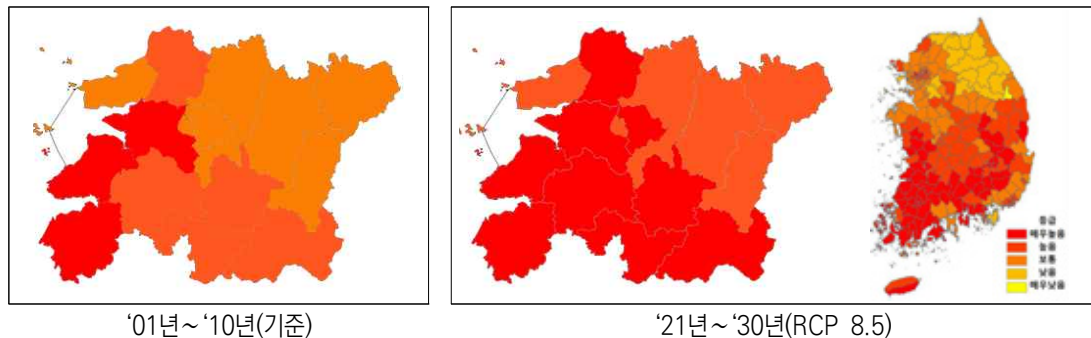 등급
매우높음
높음
보통
낮음
매우낮음
‘01년~‘10년(기준)
‘21년~‘30년(RCP 8.5)